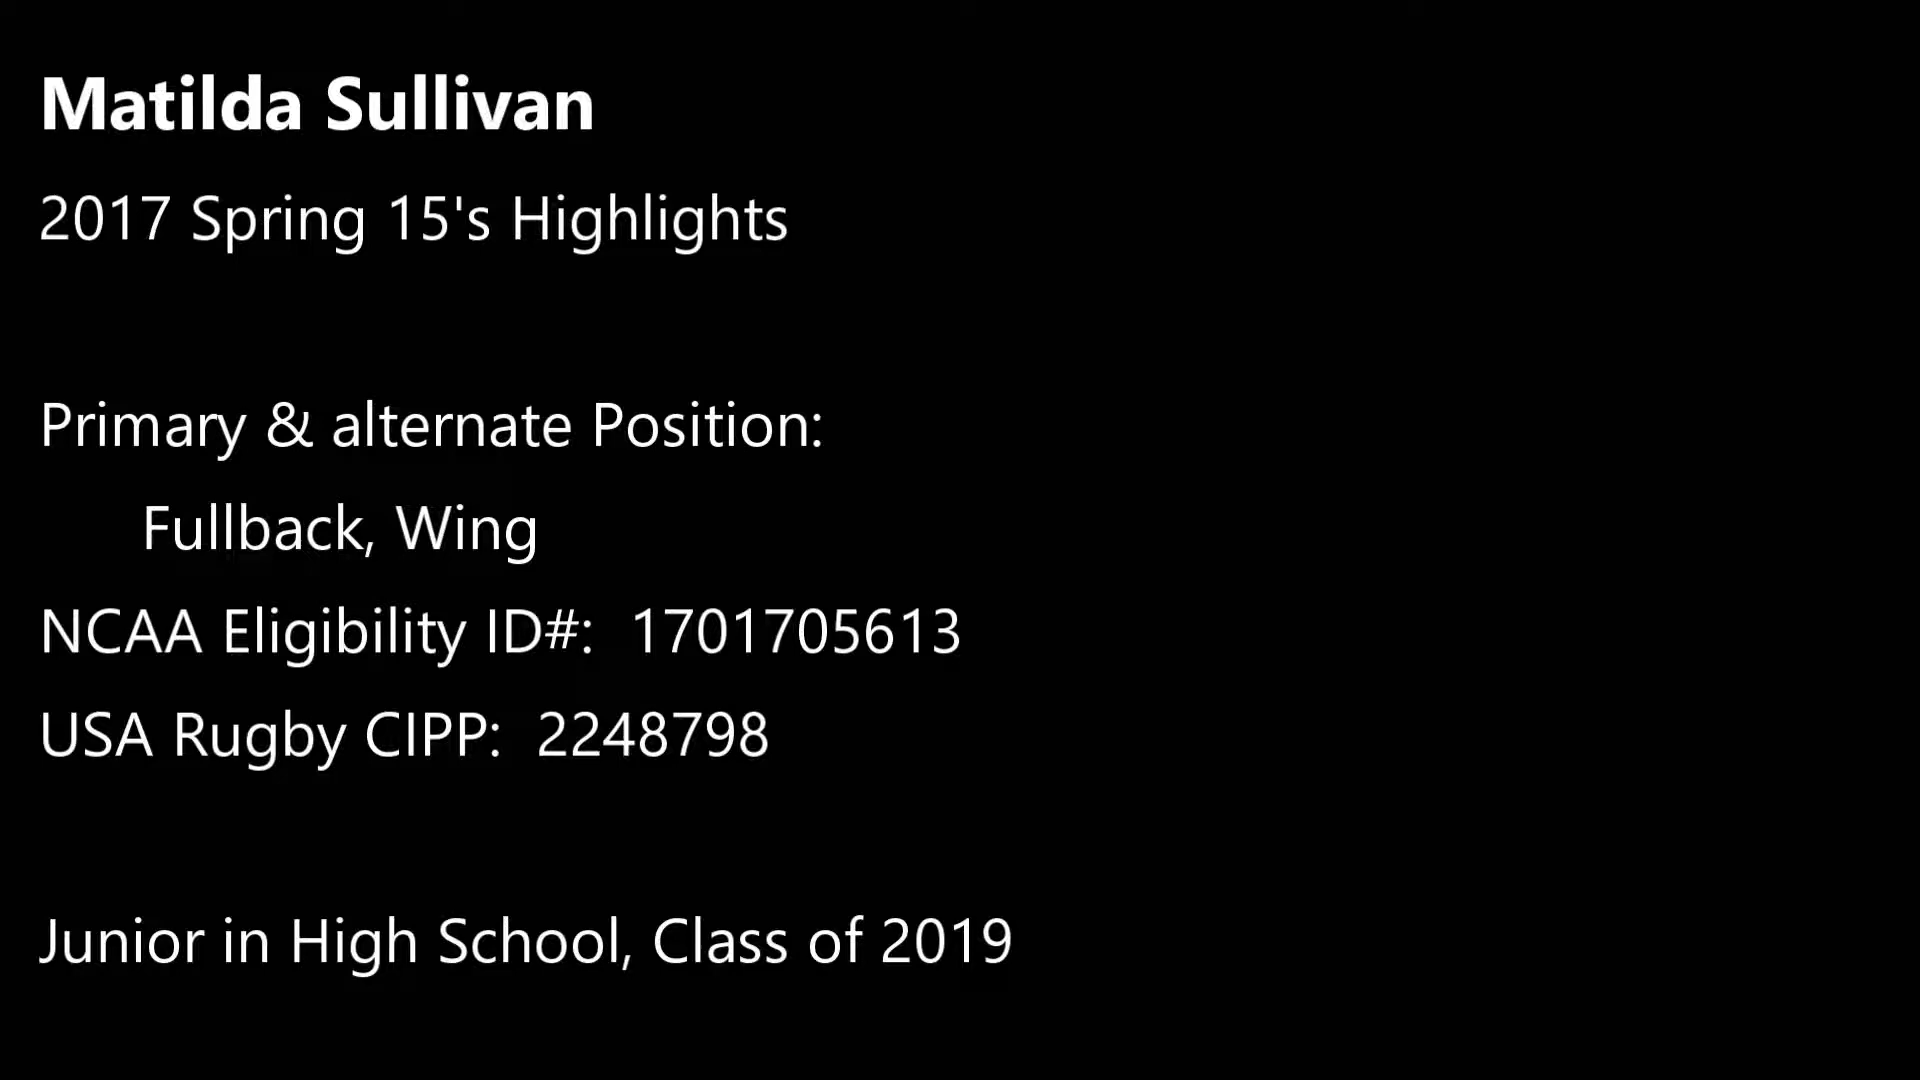 Matilda Sullivan
2017 Spring 15's Highlights
Primary & alternate Position:
Fullback, Wing
NCAA Eligibility ID#:  1701705613
USA Rugby CIPP:  2248798
Junior in High School, Class of 2019